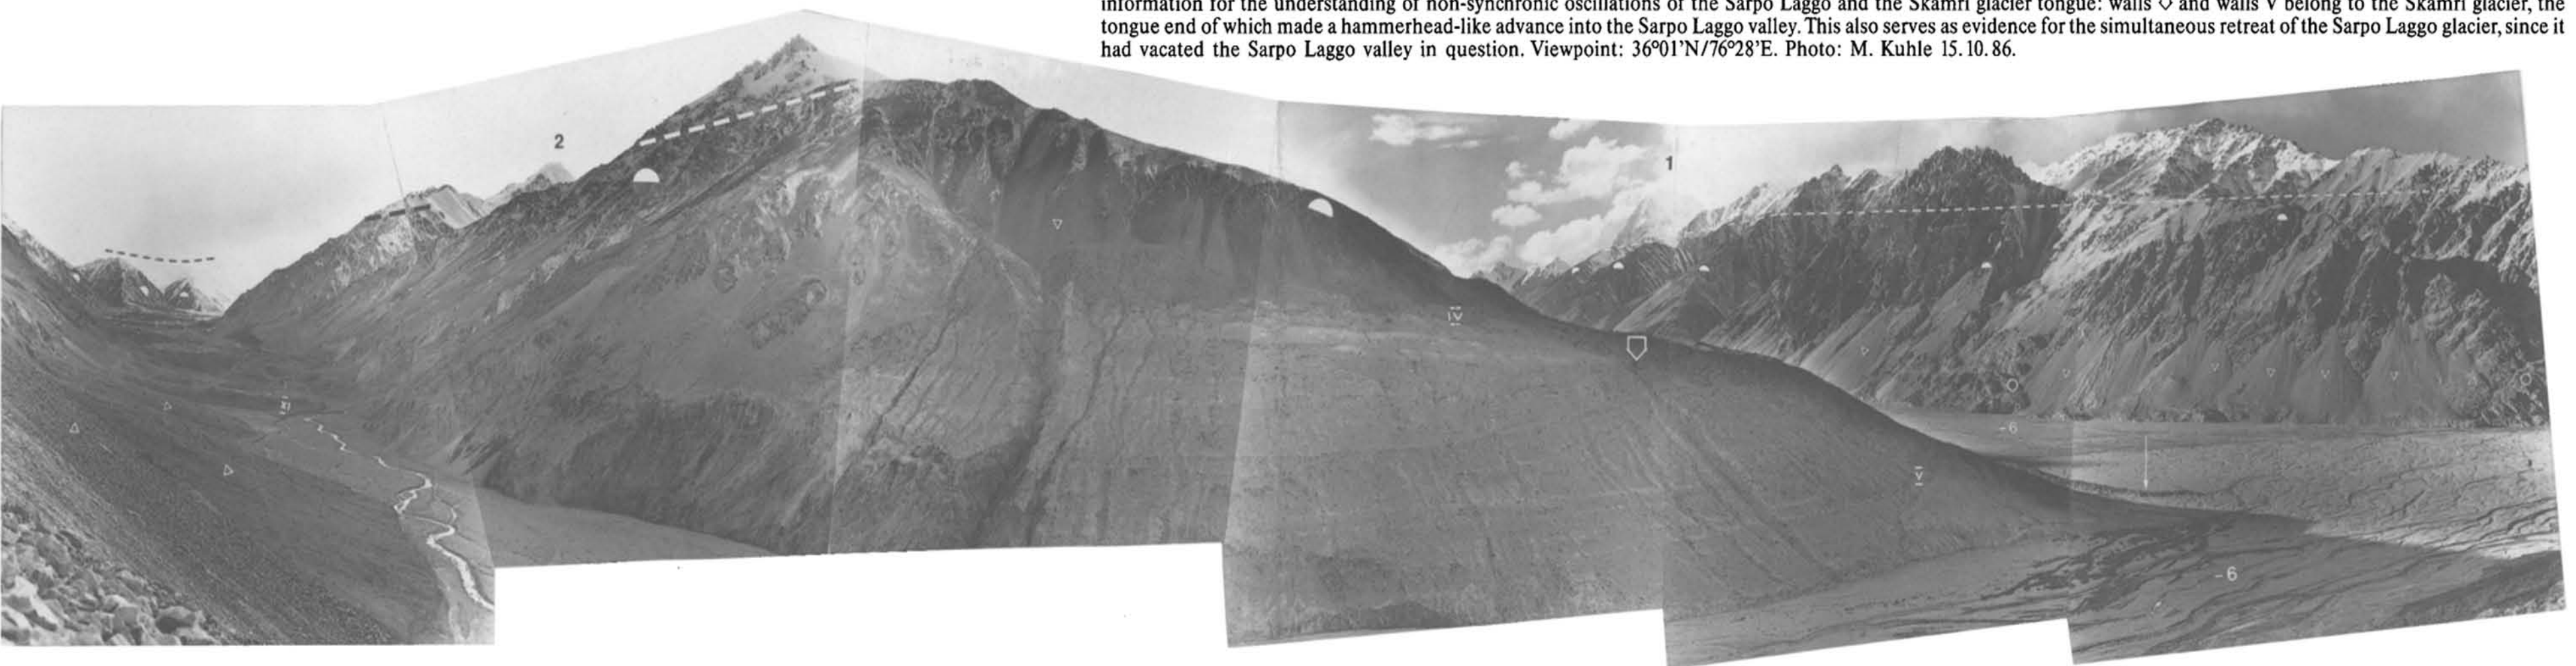 information for the understanding of non-synchronic oscillations of the Sarpo Laggo and the Skamri glacier tongue: walls ◇ and walls V belong to the Skamri glacier, the
tongue end of which made a hammerhead-like advance into the Sarpo Laggo valley. This also serves as evidence for the simultaneous retreat of the Sarpo Laggo glacier, since it
had vacated the Sarpo Laggo valley in question. Viewpoint: 36°01'N/76°28'E. Photo: M. Kuhle 15.10.86.
2
1
IV
XI
-6
V
-6